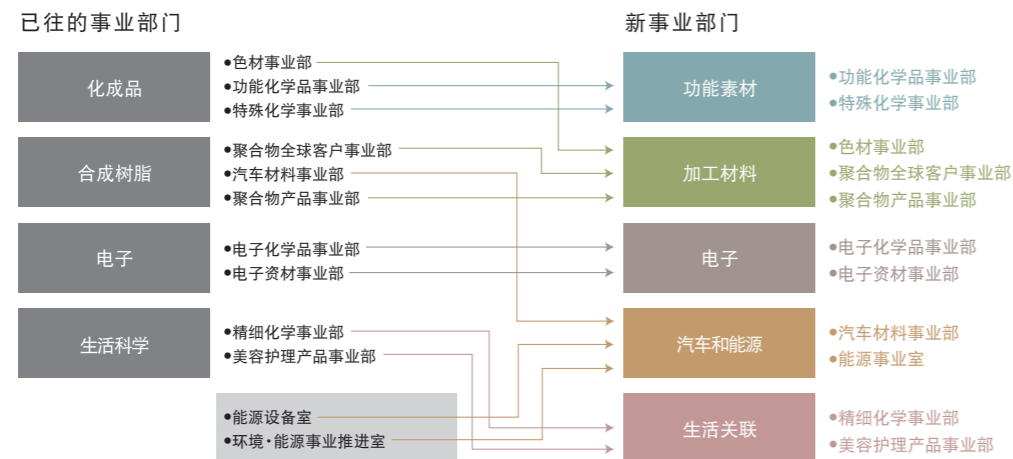 已往的事业部门
新事业部门
化成品
•色材事业部
•功能化学品事业部
•特殊化学事业部
功能素材
•功能化学品事业部
•特殊化学事业部
合成树脂
•聚合物全球客户事业部
•汽车材料事业部
•聚合物产品事业部
加工材料
•色材事业部
•聚合物全球客户事业部
•聚合物产品事业部
电子
•电子化学品事业部
•电子资材事业部
电子
•电子化学品事业部
•电子资材事业部
生活科学
•精细化学事业部
•美容护理产品事业部
汽车和能源
•汽车材料事业部
•能源事业室
•能源设备室
•环境·能源事业推进室
生活关联
•精细化学事业部
•美容护理产品事业部